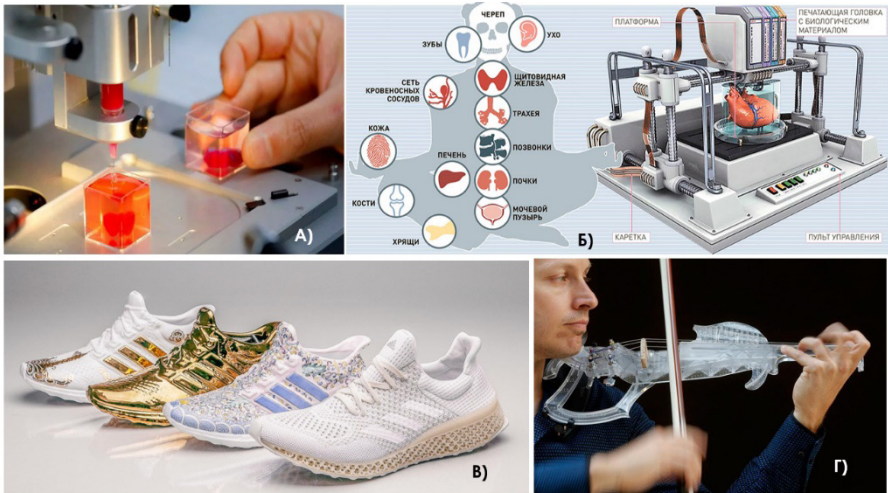 А)
ЧЕРЕП
ЗУБЫ
УХО
СЕТЬ
КРОВЕНОСНЫХ
СОСУДОВ
ЩИТОВИДНАЯ
ЖЕЛЕЗА
ТРАХЕЯ
КОЖА
ПЕЧЕНЬ
ПОЗВОНКИ
ПОЧКИ
КОСТИ
МОЧЕВОЙ
ПУЗЫРЬ
ХРЯЩИ
Б)
ПЛАТФОРМА
ПЕЧАТАЮЩАЯ ГОЛОВКА
С БИОЛОГИЧЕСКИМ
МАТЕРИАЛОМ
КАРЕТКА
ПУЛЬТ УПРАВЛЕНИЯ
В)
Г)